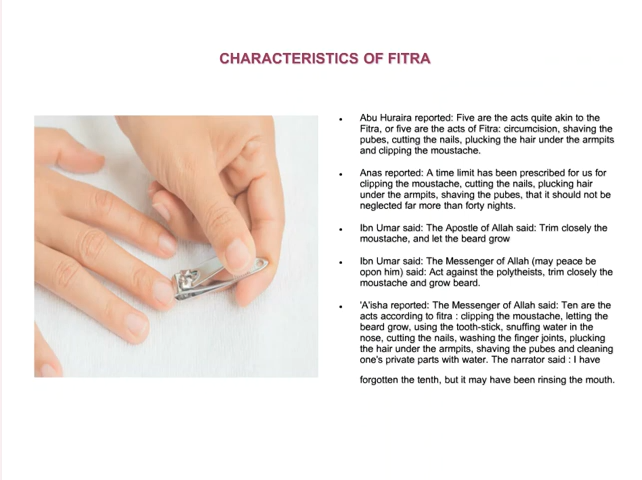 CHARACTERISTICS OF FITRA
• Abu Huraira reported: Five are the acts quite akin to the
Fitra, or five are the acts of Fitra: circumcision, shaving the
pubes, cutting the nails, plucking the hair under the armpits
and clipping the moustache.
• Anas reported: A time limit has been prescribed for us for
clipping the moustache, cutting the nails, plucking hair
under the armpits, shaving the pubes, that it should not be
neglected far more than forty nights.
• Ibn Umar said: The Apostle of Allah said: Trim closely the
moustache, and let the beard grow
• Ibn Umar said: The Messenger of Allah (may peace be
opon him) said: Act against the polytheists, trim closely the
moustache and grow beard.
• 'A'isha reported: The Messenger of Allah said: Ten are the
acts according to fitra : clipping the moustache, letting the
beard grow, using the tooth-stick, snuffing water in the
nose, cutting the nails, washing the finger joints, plucking
the hair under the armpits, shaving the pubes and cleaning
one's private parts with water. The narrator said : I have
forgotten the tenth, but it may have been rinsing the mouth.